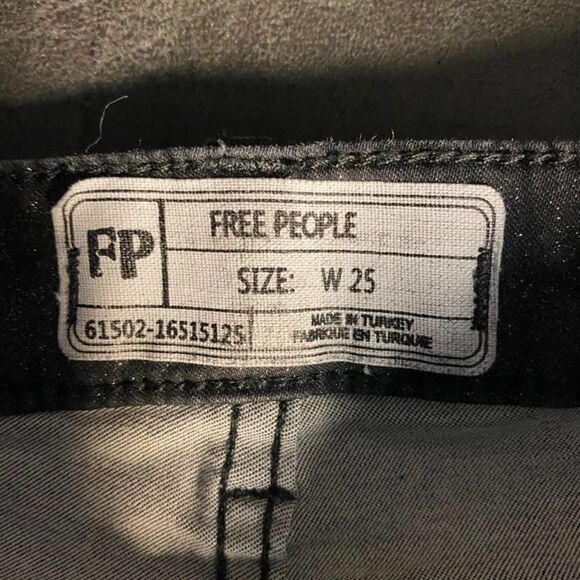 FP
FREE PEOPLE
SIZE: W 25
61502-16515125
MADE IN TURKEY
FABRIQUE EN TURQUIE